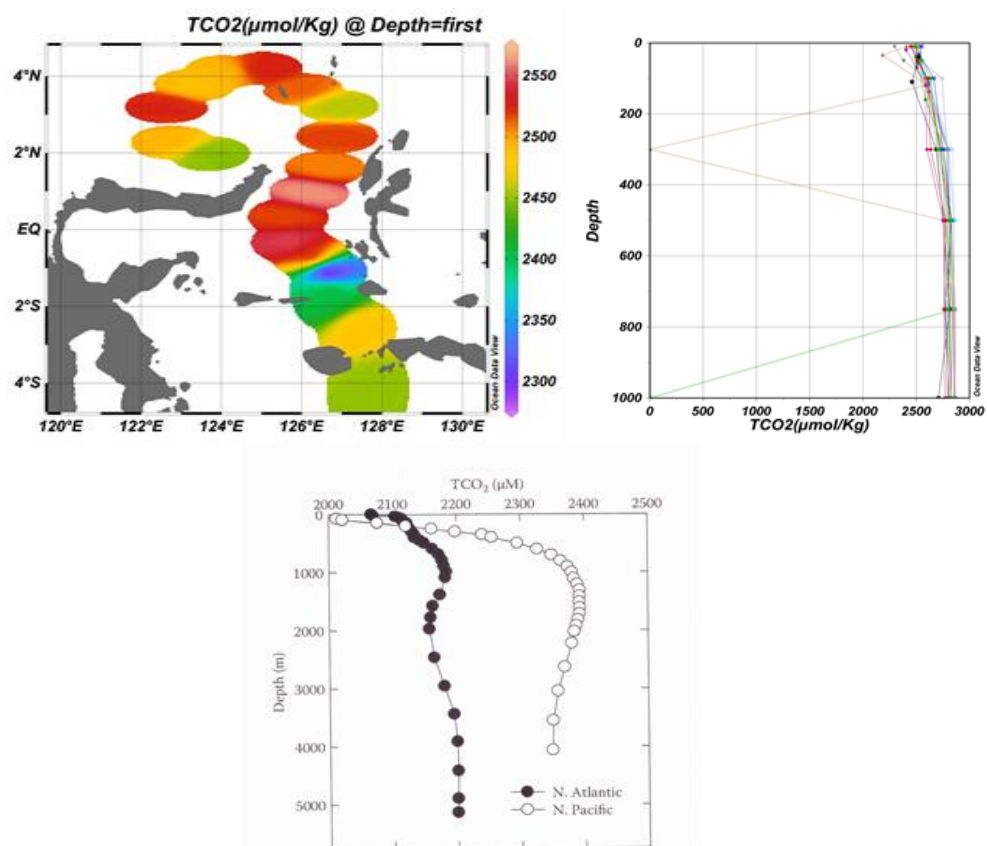 TCO2(µmol/Kg) @ Depth=first
4°N
2°N
EQ
2°S
4°S
120°E
122°E
124°E
126°E
128°E
130°E
2550
2500
2450
2400
2350
2300
Ocean Data View
0
200
400
600
800
1000
Depth
0
500
1000
1500
2000
2500
3000
TCO2(µmol/Kg)
Ocean Data View
TCO₂ (µM)
2000
2100
2200
2300
2400
2500
0
1000
2000
3000
4000
5000
Depth (m)
N. Atlantic
N. Pacific